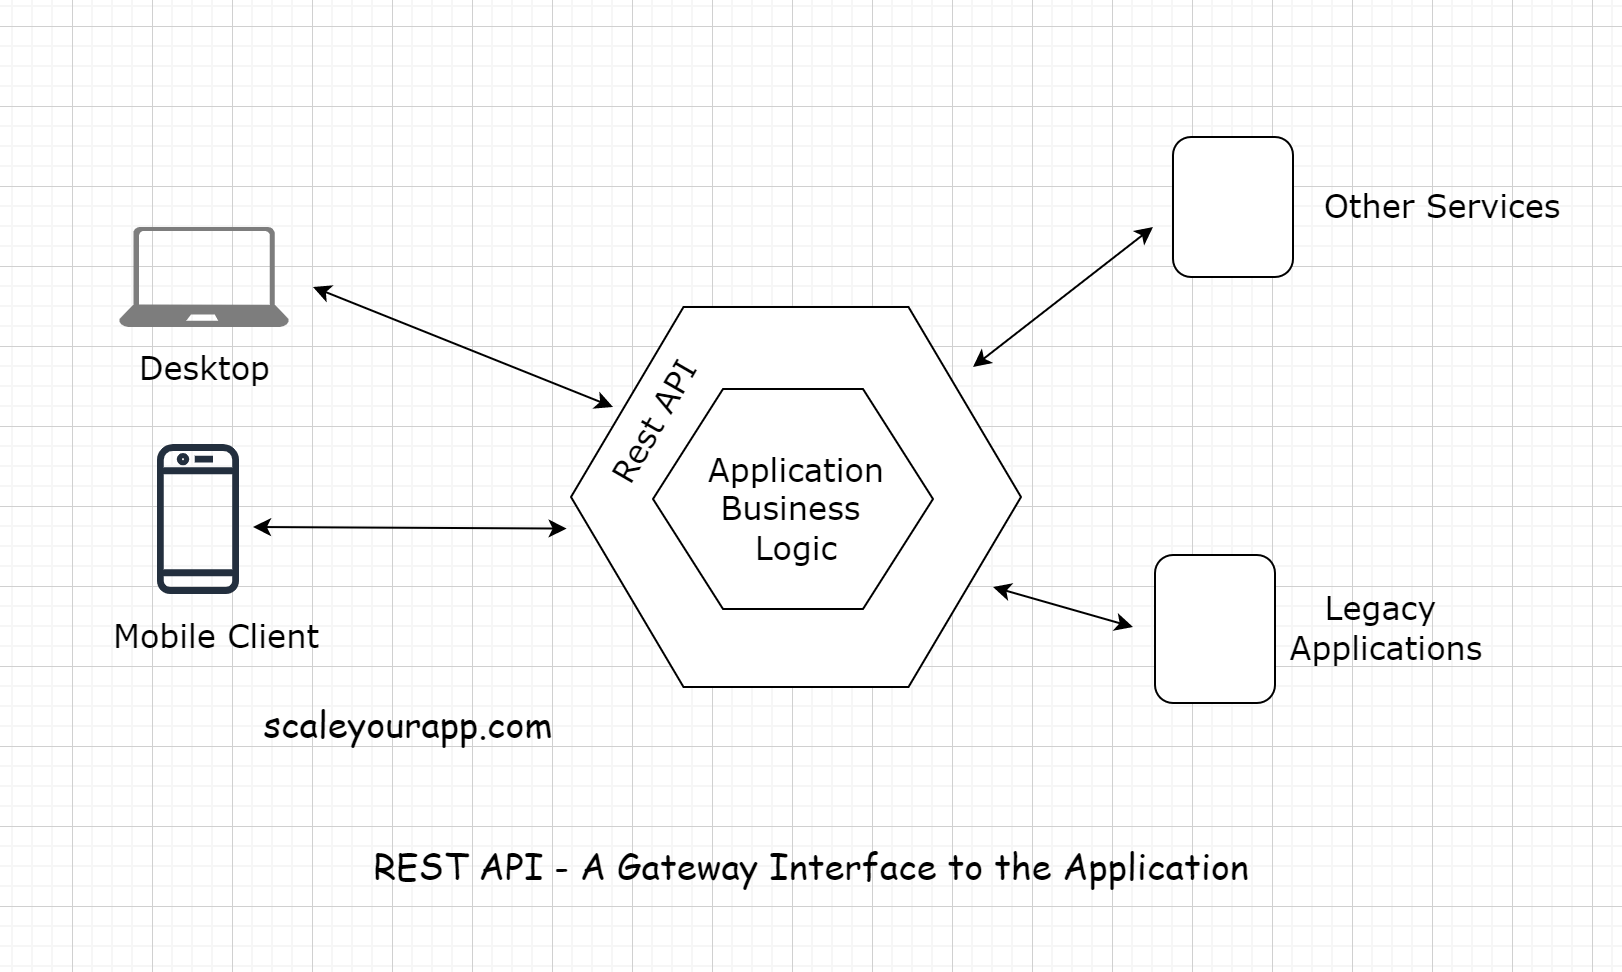 Other Services
Desktop
Rest API
Application
Business
Logic
Mobile Client
Legacy
Applications
scaleyourapp.com
REST API - A Gateway Interface to the Application